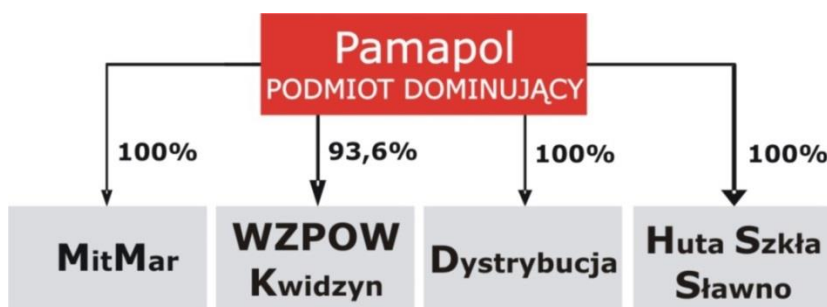 Pamapol
PODMIOT DOMINUJĄCY
100%
93,6%
100%
100%
MitMar
WZPOW
Kwidzyn
Dystrybucja
Huta Szkła
Sławno